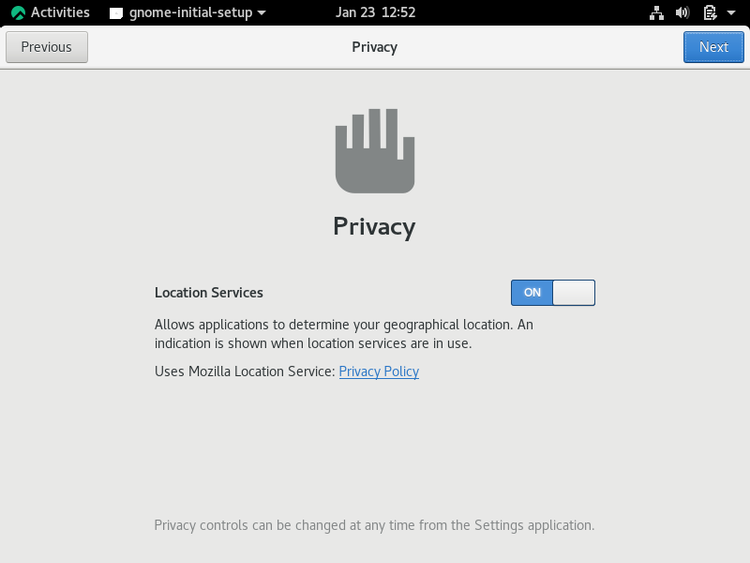 Activities gnome-initial-setup Jan 23 12:52
Previous Privacy Next
Privacy
Location Services ON
Allows applications to determine your geographical location. An
indication is shown when location services are in use.
Uses Mozilla Location Service: Privacy Policy
Privacy controls can be changed at any time from the Settings application.